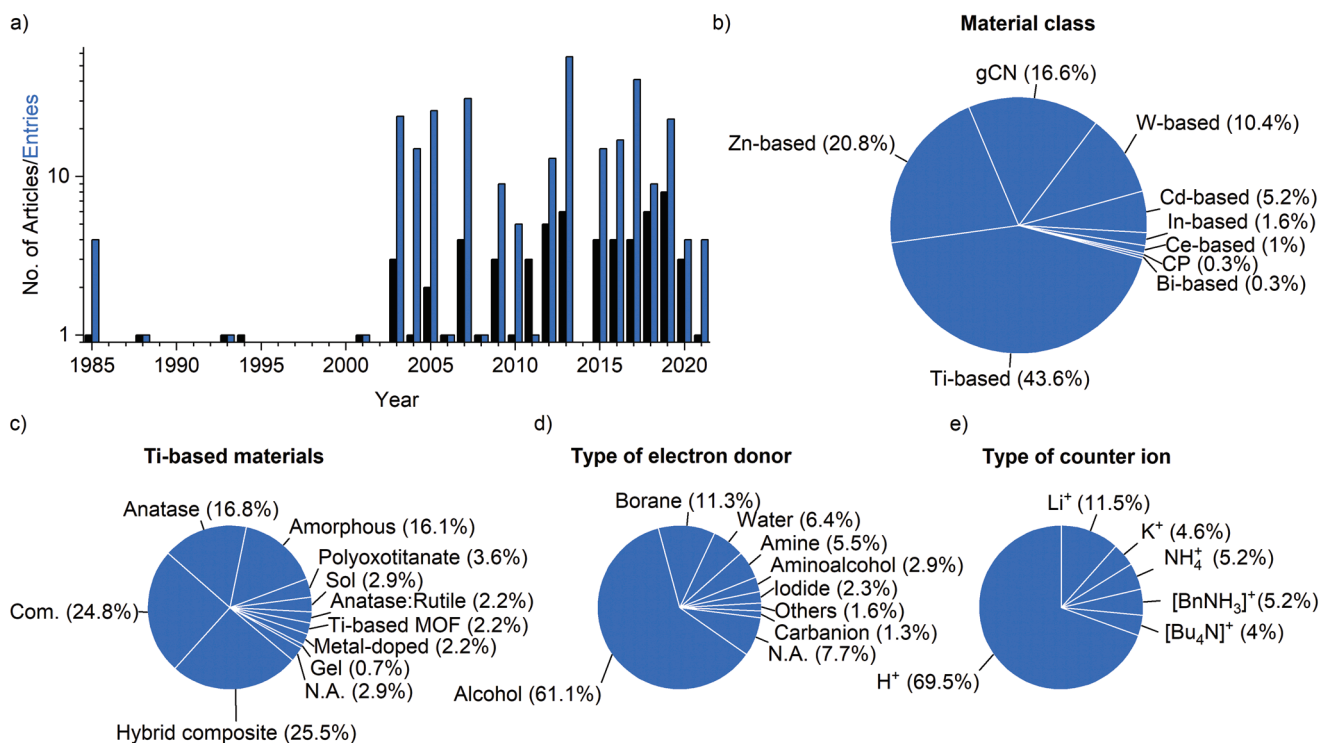 a)
No. of Articles/Entries
10
1
1985 1990 1995 2000 2005 2010 2015 2020
Year
b)
Material class
gCN (16.6%)
W-based (10.4%)
Zn-based (20.8%)
Cd-based (5.2%)
In-based (1.6%)
Ce-based (1%)
CP (0.3%)
Bi-based (0.3%)
Ti-based (43.6%)
c)
Ti-based materials
Anatase (16.8%)
Amorphous (16.1%)
Polyoxotitanate (3.6%)
Sol (2.9%)
Anatase:Rutile (2.2%)
Com. (24.8%)
Ti-based MOF (2.2%)
Metal-doped (2.2%)
Gel (0.7%)
N.A. (2.9%)
Hybrid composite (25.5%)
d)
Type of electron donor
Borane (11.3%)
Water (6.4%)
Amine (5.5%)
Aminoalcohol (2.9%)
Iodide (2.3%)
Others (1.6%)
Carbanion (1.3%)
N.A. (7.7%)
Alcohol (61.1%)
e)
Type of counter ion
Li⁺ (11.5%)
K⁺ (4.6%)
NH₄⁺ (5.2%)
[BnNH₃]⁺ (5.2%)
[Bu₄N]⁺ (4%)
H⁺ (69.5%)